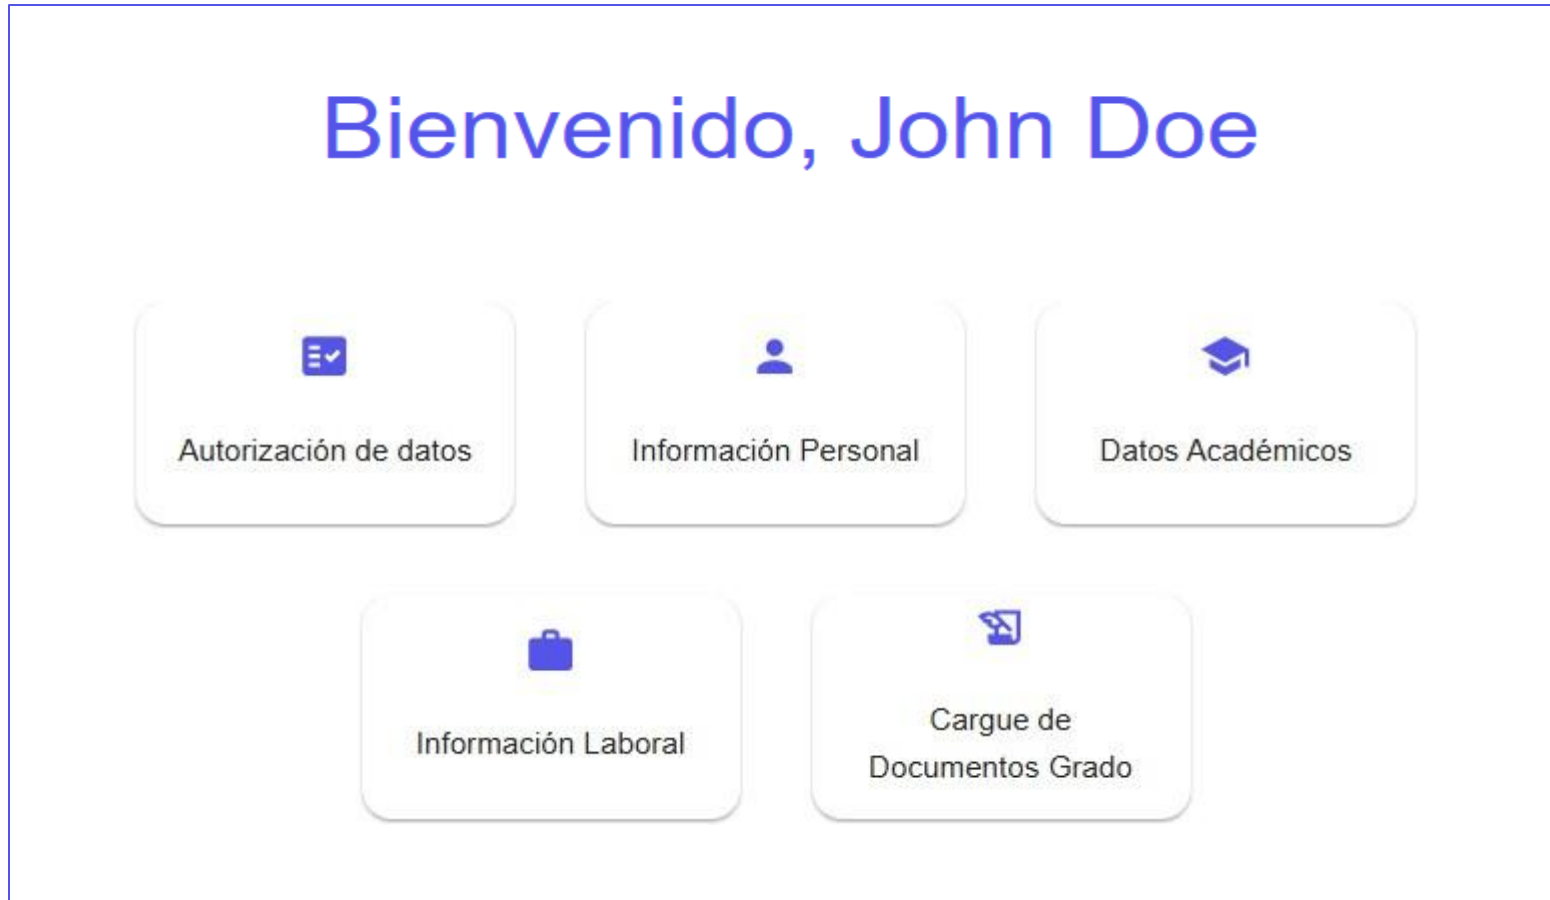 Bienvenido, John Doe
Autorización de datos
Información Personal
Datos Académicos
Información Laboral
Cargue de
Documentos Grado